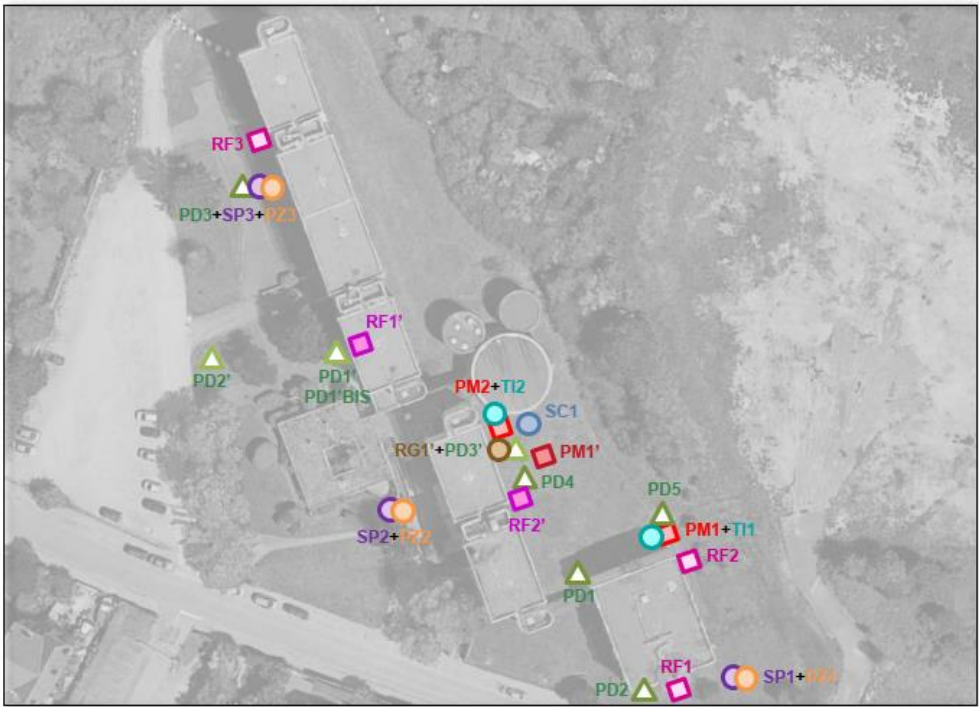 RF3
PD3+SP3+PZ3
RF1'
PD2'
PD1'
PD1'BIS
PM2+TI2
SC1
RG1'+PD3'
PM1'
PD4
RF2'
PD5
SP2+PZ2
PM1+TI1
RF2
PD1
RF1
PD2
SP1+PZ1